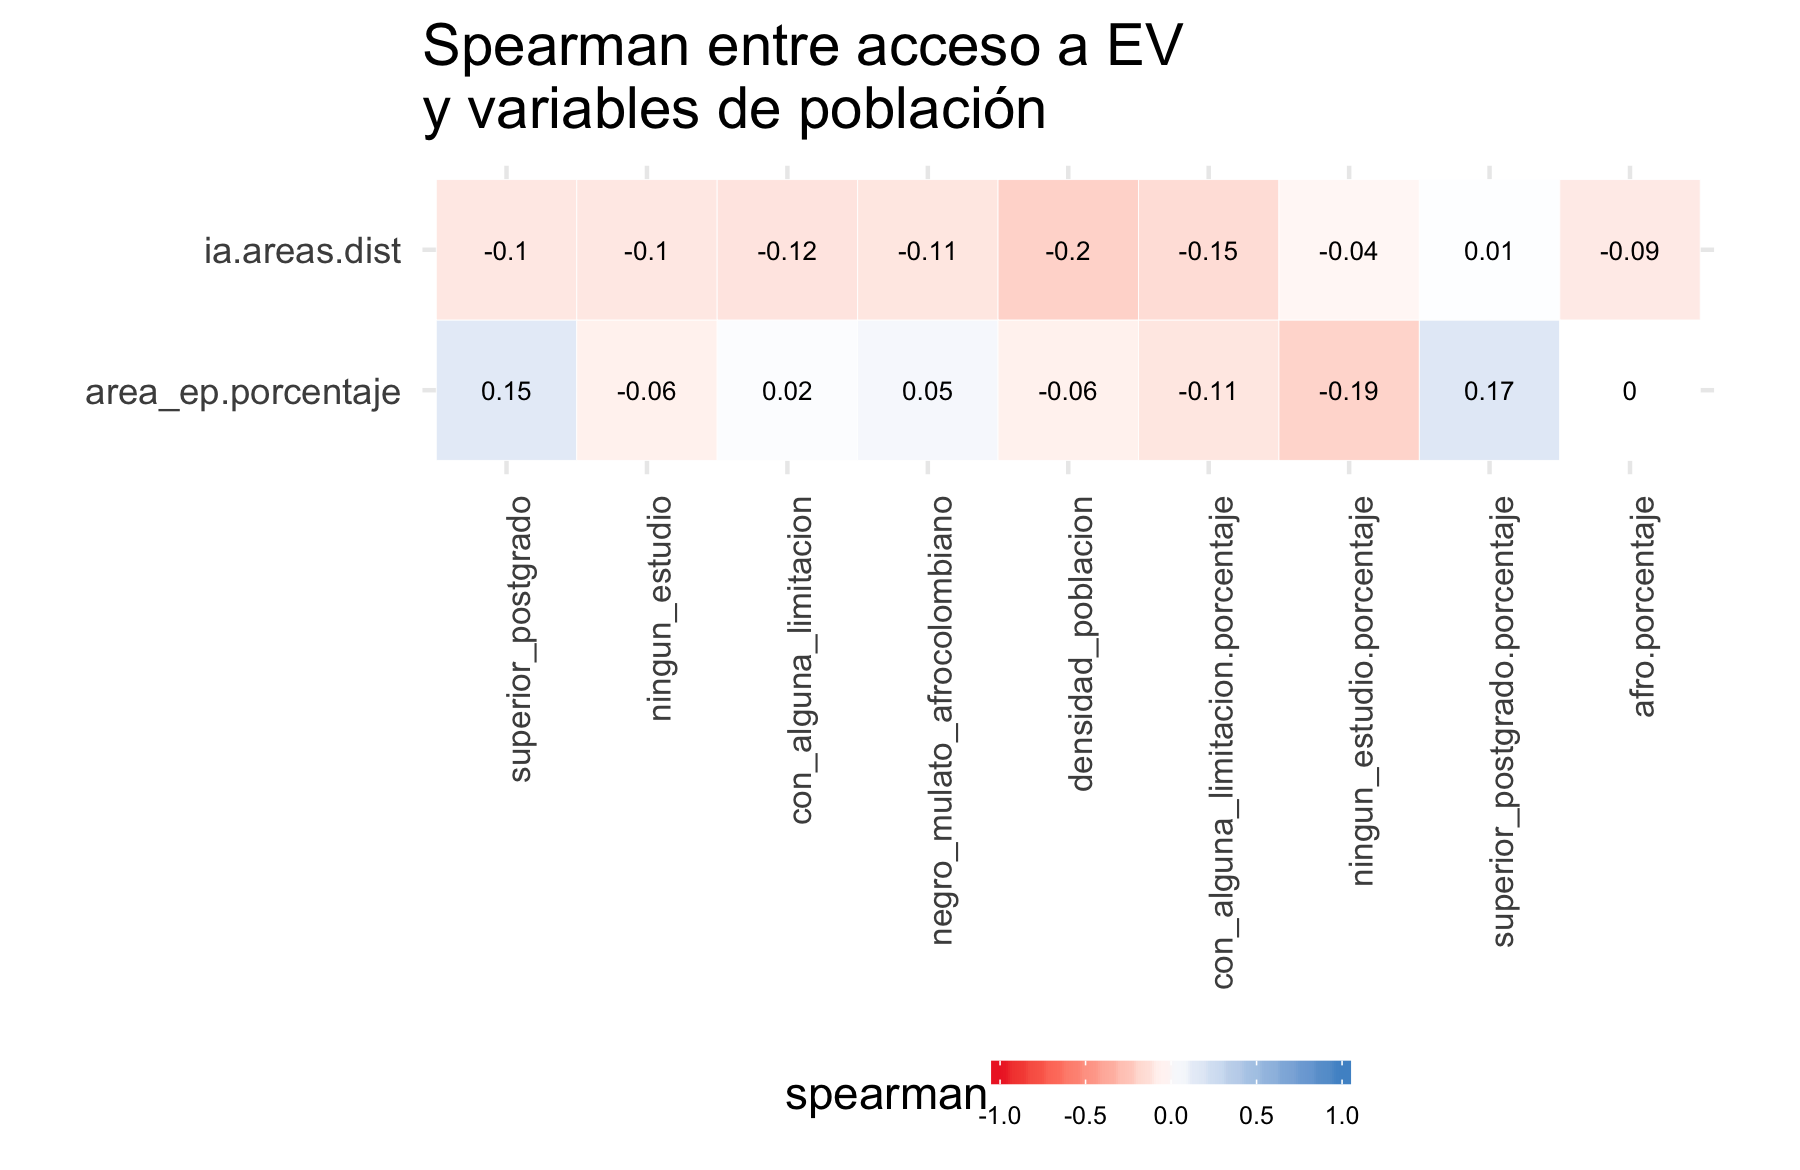 Spearman entre acceso a EV
y variables de población
ia.areas.dist
-0.1 -0.1 -0.12 -0.11 -0.2 -0.15 -0.04 0.01 -0.09
area_ep.porcentaje
0.15 -0.06 0.02 0.05 -0.06 -0.11 -0.19 0.17 0
superior_postgrado
ningun_estudio
con_alguna_limitacion
negro_mulato_afrocolombiano
densidad_poblacion
con_alguna_limitacion.porcentaje
ningun_estudio.porcentaje
superior_postgrado.porcentaje
afro.porcentaje
spearman
-1.0 -0.5 0.0 0.5 1.0